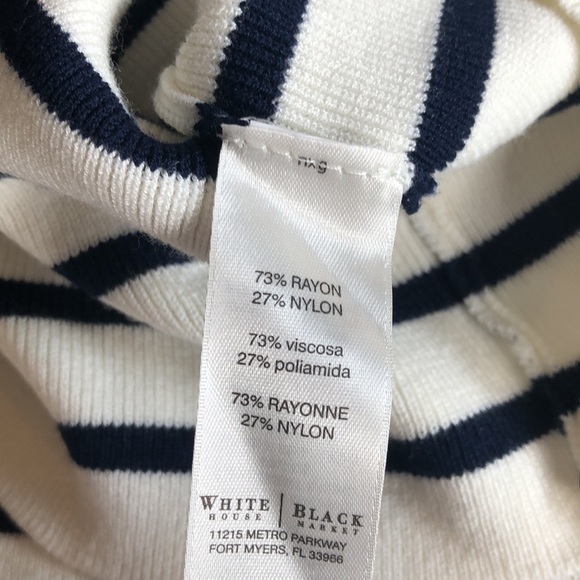 nxg
73% RAYON
27% NYLON
73% viscosa
27% poliamida
73% RAYONNE
27% NYLON
WHITE HOUSE | BLACK MARKET
11215 METRO PARKWAY
FORT MYERS, FL 33966